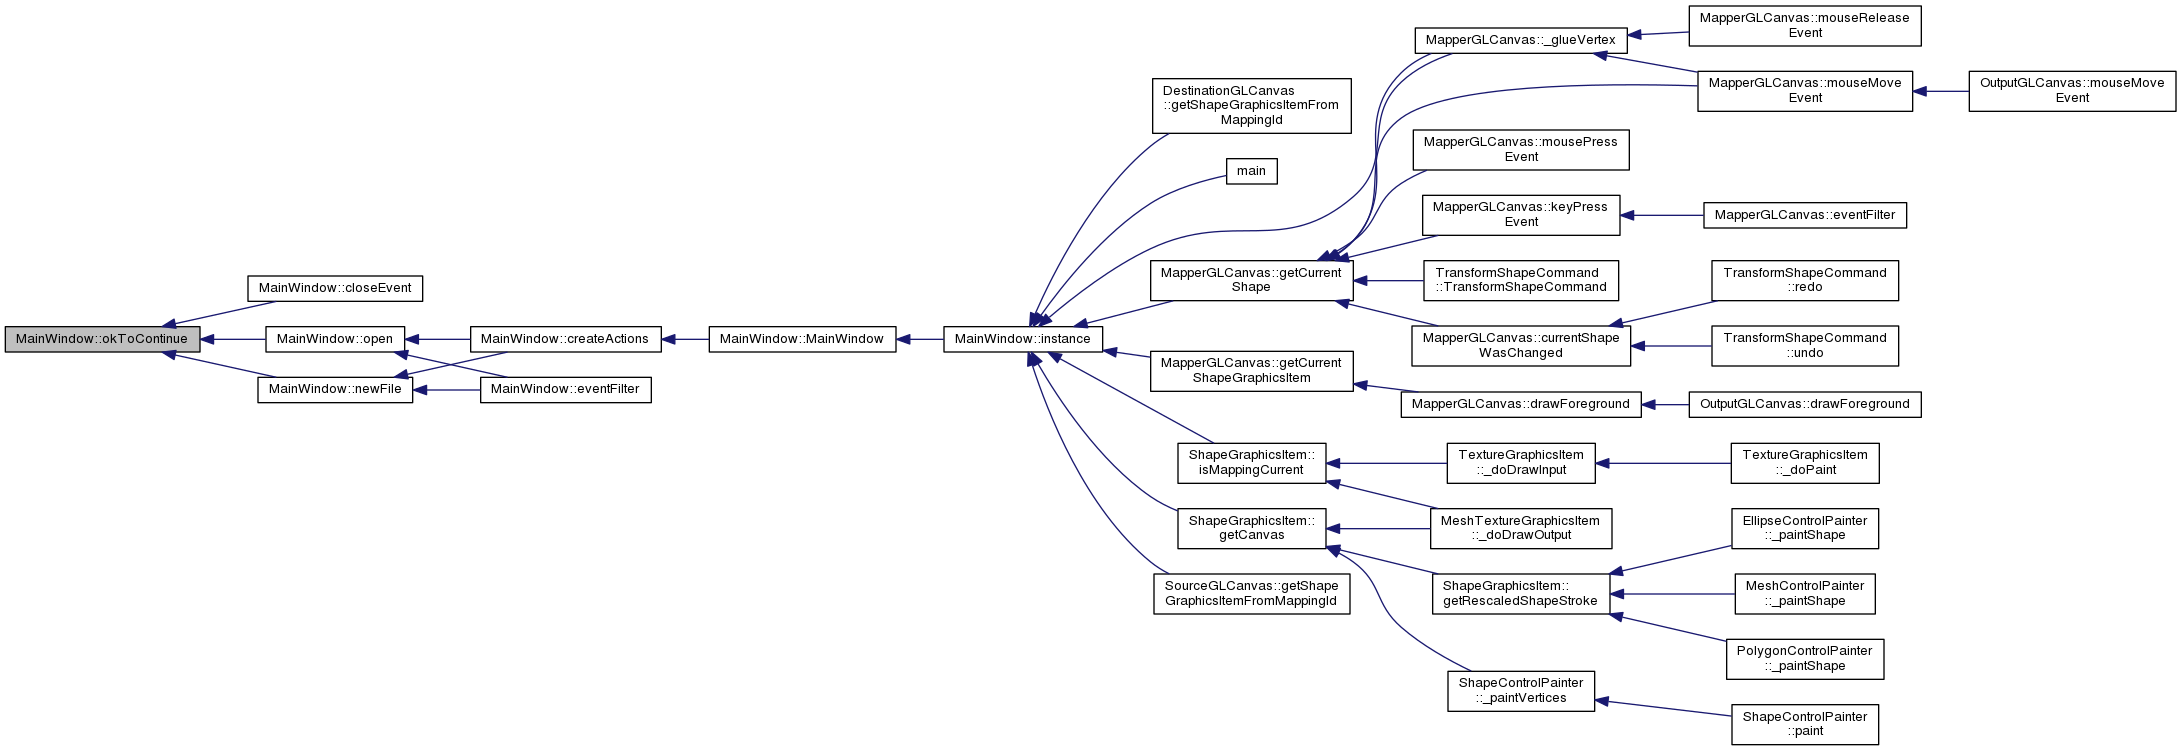 MainWindow::okToContinue
MainWindow::closeEvent
MainWindow::open
MainWindow::newFile
MainWindow::createActions
MainWindow::eventFilter
MainWindow::MainWindow
MainWindow::instance
DestinationGLCanvas
::getShapeGraphicsItemFrom
MappingId
main
MapperGLCanvas::getCurrent
Shape
MapperGLCanvas::getCurrent
ShapeGraphicsItem
ShapeGraphicsItem::
isMappingCurrent
ShapeGraphicsItem::
getCanvas
SourceGLCanvas::getShape
GraphicsItemFromMappingId
MapperGLCanvas::_glueVertex
MapperGLCanvas::mousePress
Event
MapperGLCanvas::keyPress
Event
TransformShapeCommand
::TransformShapeCommand
MapperGLCanvas::currentShape
WasChanged
MapperGLCanvas::drawForeground
TextureGraphicsItem
::_doDrawInput
MeshTextureGraphicsItem
::_doDrawOutput
ShapeGraphicsItem::
getRescaledShapeStroke
ShapeControlPainter
::_paintVertices
MapperGLCanvas::mouseRelease
Event
MapperGLCanvas::mouseMove
Event
OutputGLCanvas::mouseMove
Event
MapperGLCanvas::eventFilter
TransformShapeCommand
::redo
TransformShapeCommand
::undo
OutputGLCanvas::drawForeground
TextureGraphicsItem
::_doPaint
EllipseControlPainter
::_paintShape
MeshControlPainter
::_paintShape
PolygonControlPainter
::_paintShape
ShapeControlPainter
::paint